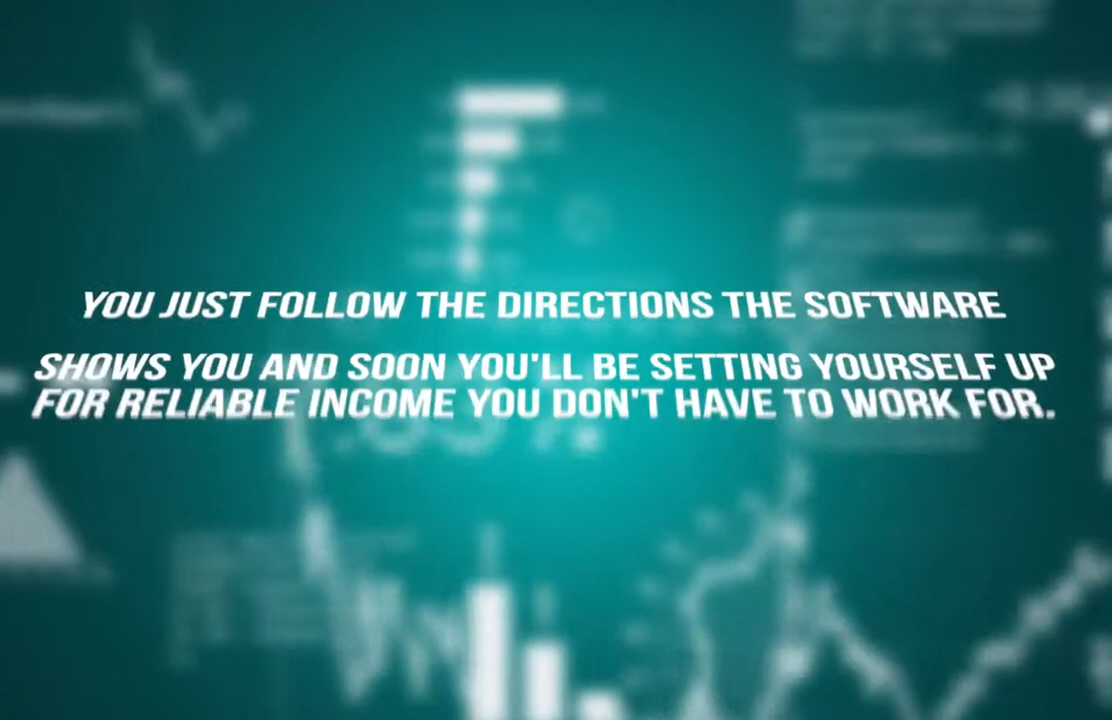 YOU JUST FOLLOW THE DIRECTIONS THE SOFTWARE
SHOWS YOU AND SOON YOU'LL BE SETTING YOURSELF UP
FOR RELIABLE INCOME YOU DON'T HAVE TO WORK FOR.